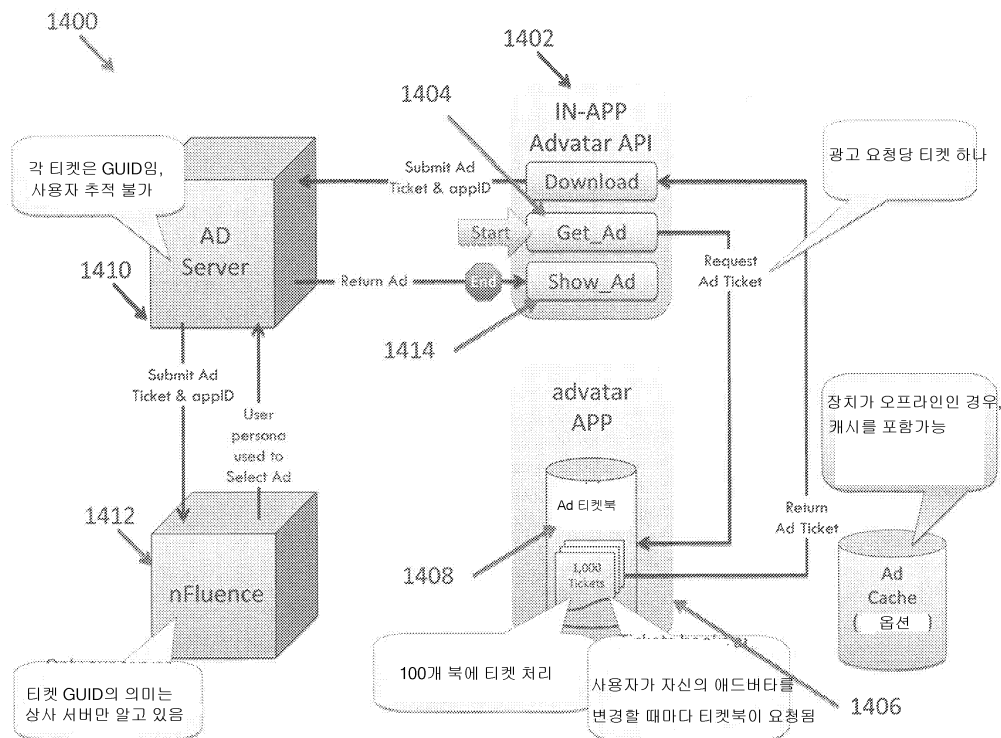 1400
1402
1404
IN-APP
Advatar API
각 티켓은 GUID임,
사용자 추적 불가
광고 요청당 티켓 하나
Submit Ad
Ticket & appID
Download
AD
Server
Start
Get_Ad
Request
Ad Ticket
1410
Return Ad
End
Show_Ad
1414
Submit Ad
Ticket & appID
User
persona
used to
Select Ad
advatar
APP
장치가 오프라인인 경우,
캐시를 포함가능
Ad 티켓북
1412
Return
Ad Ticket
1408
1,000
Tickets
nFluence
Ad
Cache
( 옵션 )
100개 북에 티켓 처리
사용자가 자신의 애드버타를
변경할 때마다 티켓북이 요청됨
1406
티켓 GUID의 의미는
상사 서버만 알고 있음